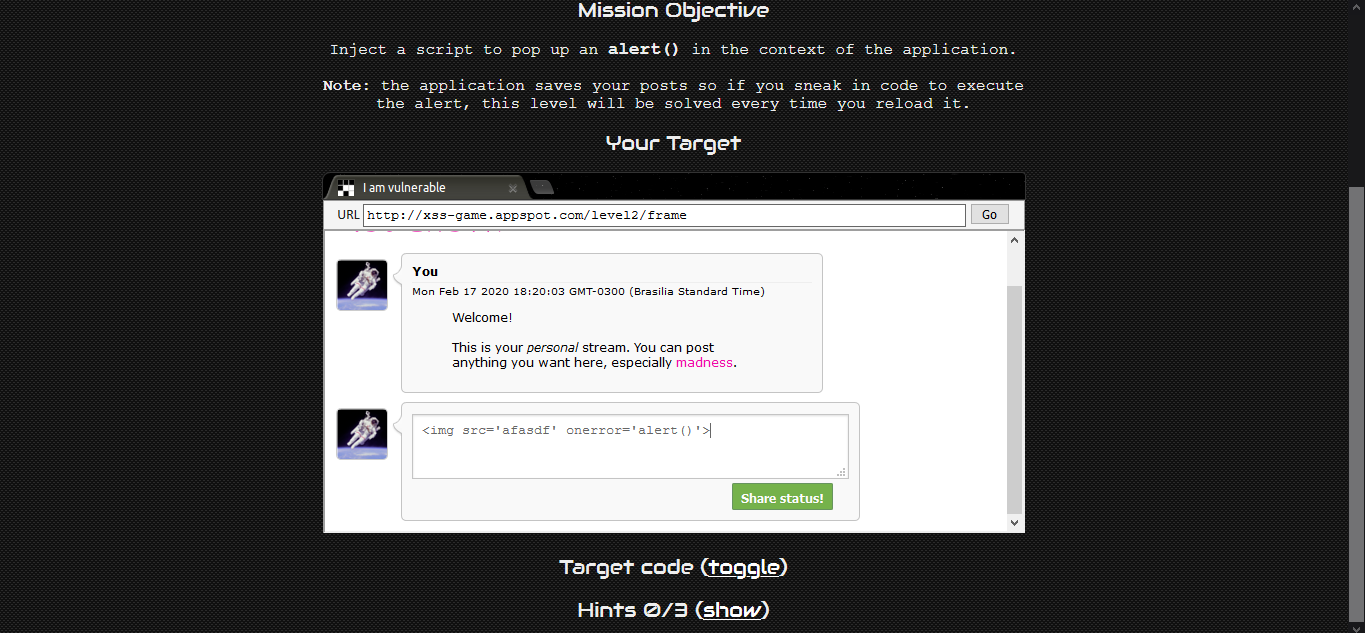 Mission Objective
Inject a script to pop up an alert() in the context of the application.
Note: the application saves your posts so if you sneak in code to execute
the alert, this level will be solved every time you reload it.
Your Target
I am vulnerable
URL http://xss-game.appspot.com/level2/frame Go
You
Mon Feb 17 2020 18:20:03 GMT-0300 (Brasilia Standard Time)
Welcome!
This is your personal stream. You can post
anything you want here, especially madness.
<img src='afasdf' onerror='alert()'>
Share status!
Target code (toggle)
Hints 0/3 (show)